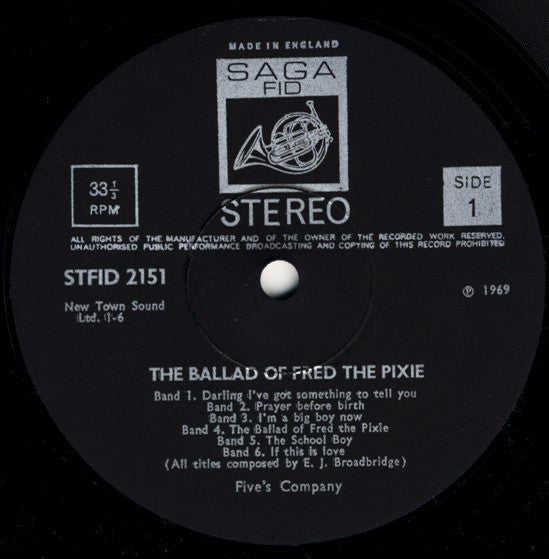 MADE IN ENGLAND
SAGA
FID
33⅓
RPM
SIDE
1
STEREO
ALL RIGHTS OF THE MANUFACTURER AND OF THE OWNER OF THE RECORDED WORK RESERVED.
UNAUTHORISED PUBLIC PERFORMANCE BROADCASTING AND COPYING OF THIS RECORD PROHIBITED
STFID 2151
New Town Sound
Ltd. 1-6
℗ 1969
THE BALLAD OF FRED THE PIXIE
Band 1. Darling I've got something to tell you
Band 2. Prayer before birth
Band 3. I'm a big boy now
Band 4. The Ballad of Fred the Pixie
Band 5. The School Boy
Band 6. If this is love
(All titles composed by E. J. Broadbridge)
Five's Company